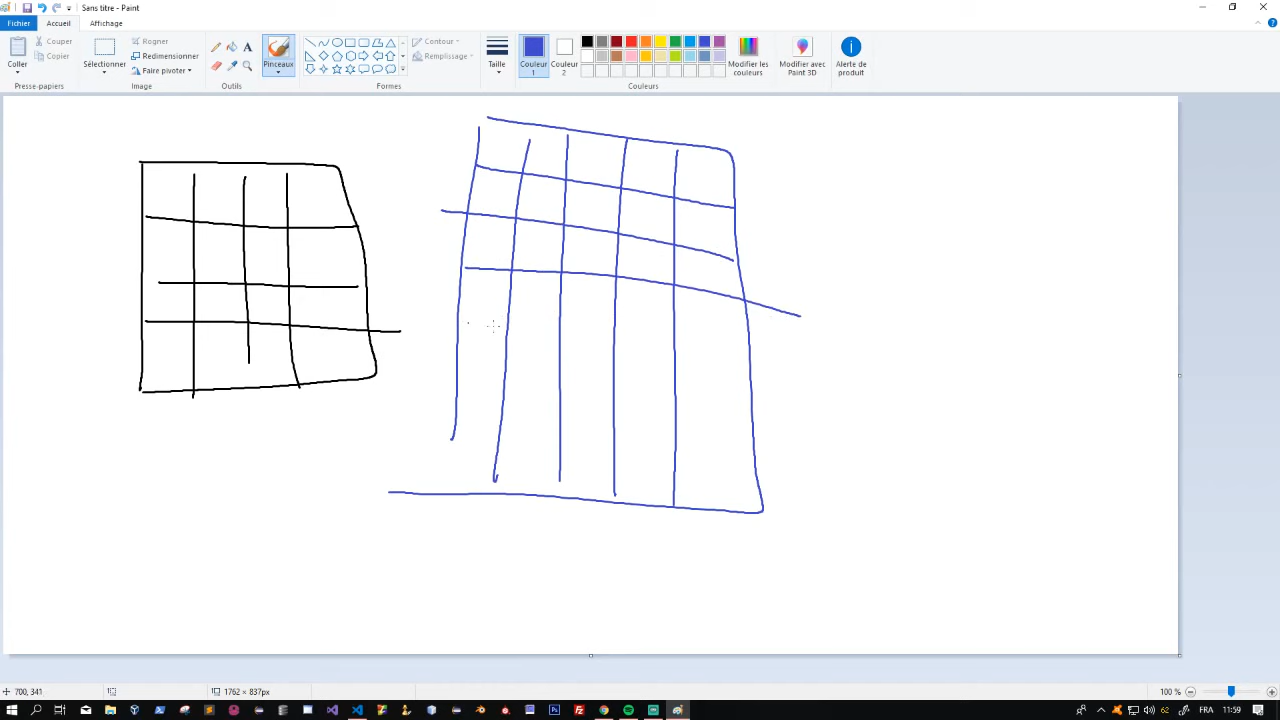 Sans titre - Paint
Fichier Accueil Affichage
Coller
Couper
Copier
Presse-papiers
Sélectionner
Rogner
Redimensionner
Faire pivoter
Image
A
Outils
Pinceaux
Contour
Remplissage
Formes
Taille
Couleur 1
Couleur 2
Modifier les couleurs
Couleurs
Modifier avec Paint 3D
Alerte de produit
700, 341
1762 × 837px
100 %
FRA 11:59